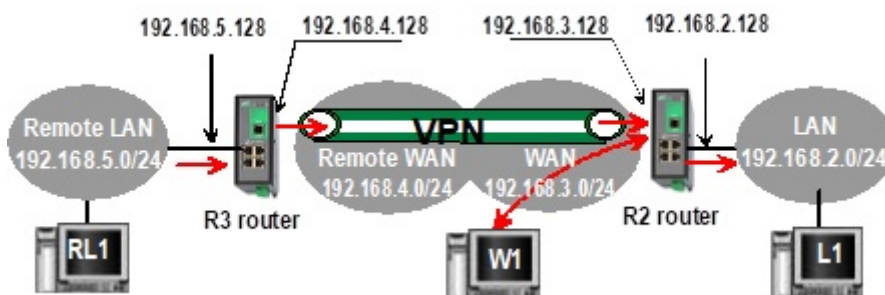 192.168.5.128
192.168.4.128
192.168.3.128
192.168.2.128
Remote LAN
192.168.5.0/24
VPN
Remote WAN
192.168.4.0/24
WAN
192.168.3.0/24
LAN
192.168.2.0/24
R3 router
R2 router
RL1
W1
L1